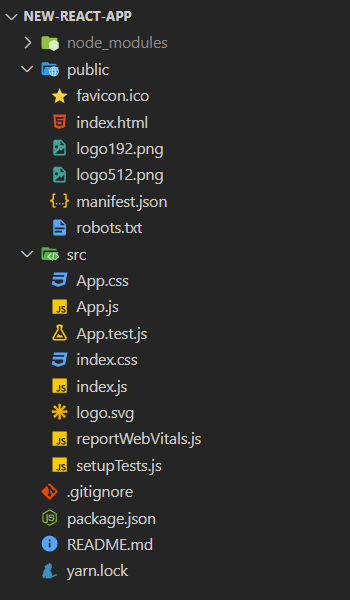 NEW-REACT-APP
node_modules
public
favicon.ico
index.html
logo192.png
logo512.png
manifest.json
robots.txt
src
App.css
App.js
App.test.js
index.css
index.js
logo.svg
reportWebVitals.js
setupTests.js
.gitignore
package.json
README.md
yarn.lock